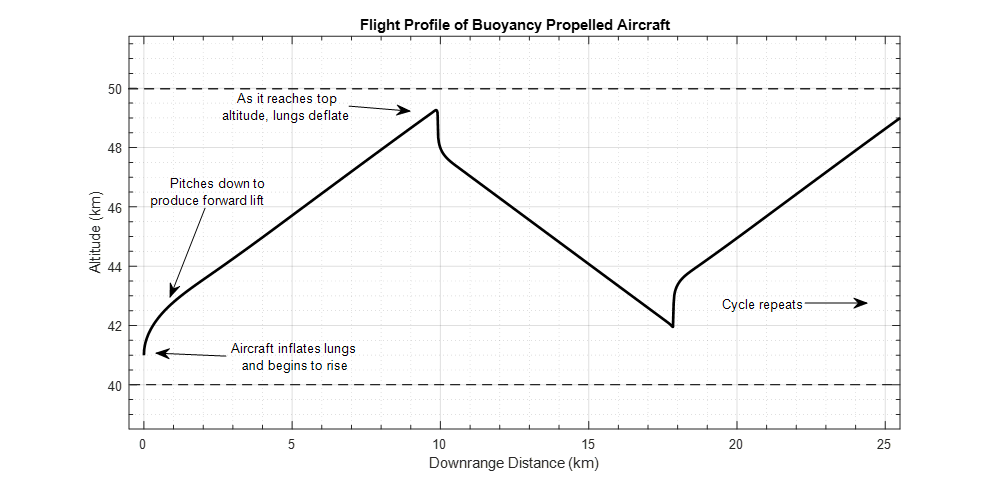 Flight Profile of Buoyancy Propelled Aircraft
50
48
46
44
42
40
Altitude (km)
As it reaches top
altitude, lungs deflate
Pitches down to
produce forward lift
Aircraft inflates lungs
and begins to rise
Cycle repeats
0
5
10
15
20
25
Downrange Distance (km)